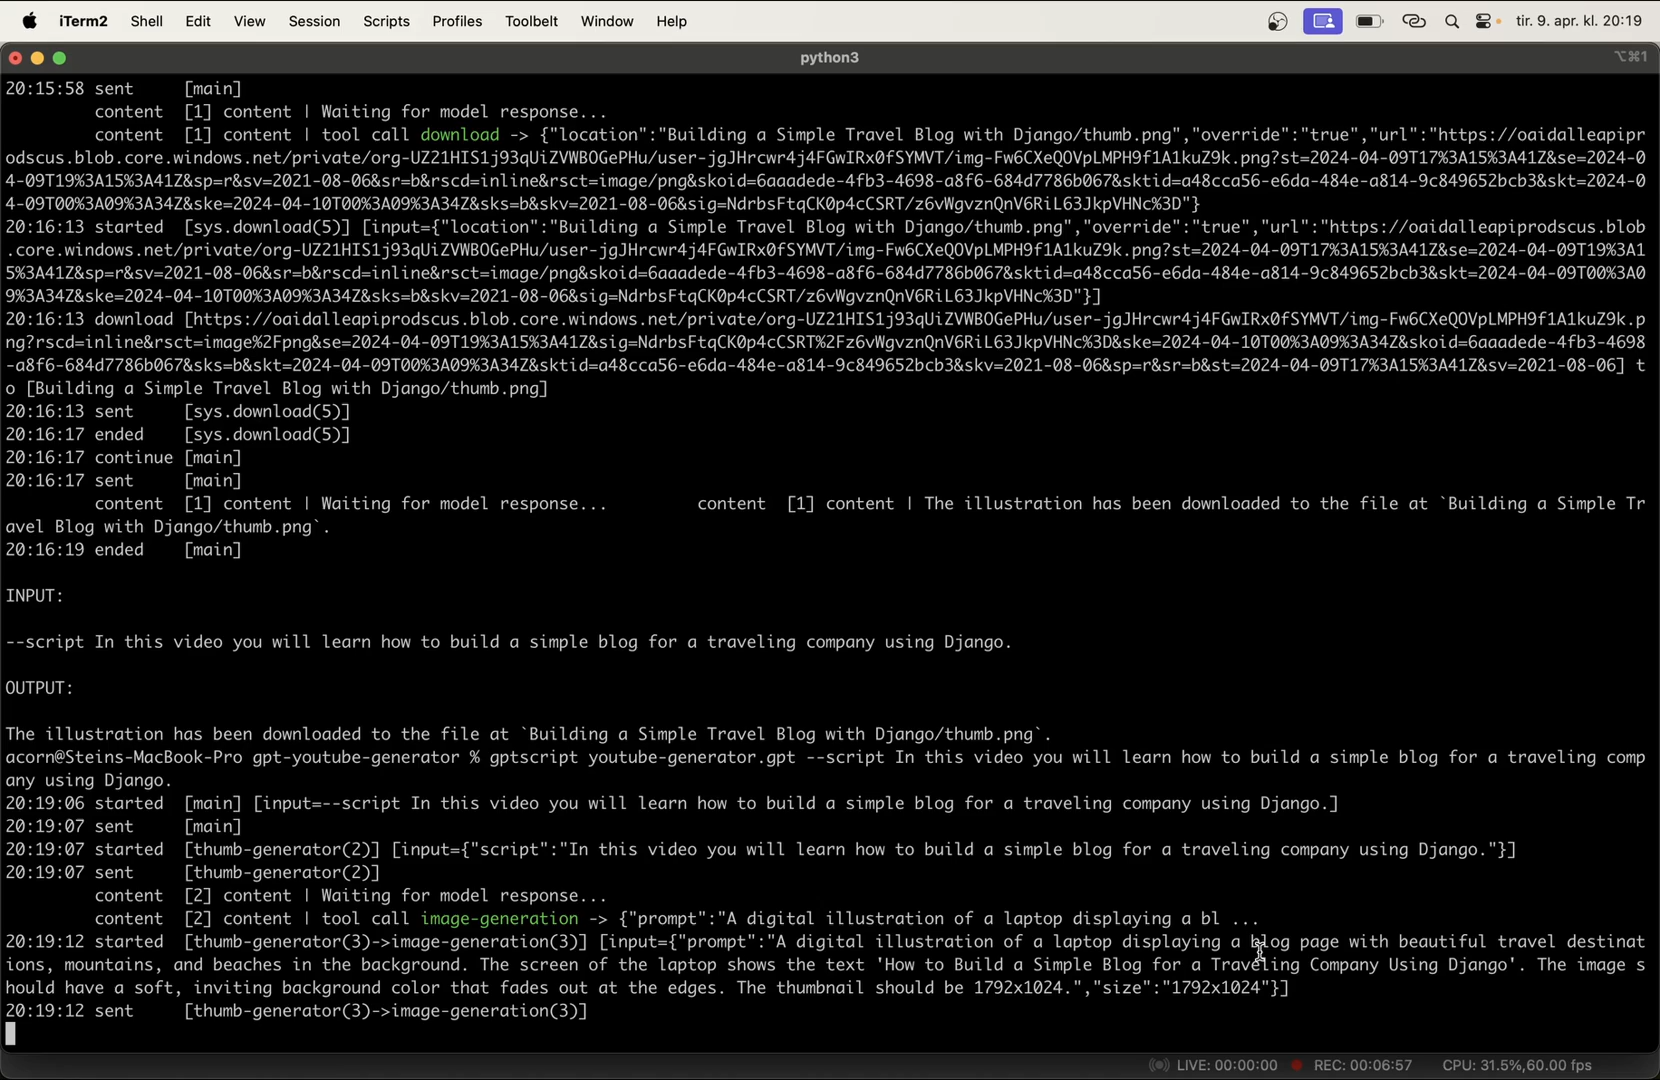 iTerm2 Shell Edit View Session Scripts Profiles Toolbelt Window Help tir. 9. apr. kl. 20:19
python3 ⌥⌘1
20:15:58 sent     [main]
         content  [1] content | Waiting for model response...
         content  [1] content | tool call download -> {"location":"Building a Simple Travel Blog with Django/thumb.png","override":"true","url":"https://oaidalleapipr
odscus.blob.core.windows.net/private/org-UZ21HIS1j93qUiZVWBOGePHu/user-jgJHrcwr4j4FGwIRx0fSYMVT/img-Fw6CXeQOVpLMPH9f1A1kuZ9k.png?st=2024-04-09T17%3A15%3A41Z&se=2024-0
4-09T19%3A15%3A41Z&sp=r&sv=2021-08-06&sr=b&rscd=inline&rsct=image/png&skoid=6aaadede-4fb3-4698-a8f6-684d7786b067&sktid=a48cca56-e6da-484e-a814-9c849652bcb3&skt=2024-0
4-09T00%3A09%3A34Z&ske=2024-04-10T00%3A09%3A34Z&sks=b&skv=2021-08-06&sig=NdrbsFtqCK0p4cCSRT/z6vWgvznQnV6RiL63JkpVHNc%3D"}
20:16:13 started  [sys.download(5)] [input={"location":"Building a Simple Travel Blog with Django/thumb.png","override":"true","url":"https://oaidalleapiprodscus.blob
.core.windows.net/private/org-UZ21HIS1j93qUiZVWBOGePHu/user-jgJHrcwr4j4FGwIRx0fSYMVT/img-Fw6CXeQOVpLMPH9f1A1kuZ9k.png?st=2024-04-09T17%3A15%3A41Z&se=2024-04-09T19%3A1
5%3A41Z&sp=r&sv=2021-08-06&sr=b&rscd=inline&rsct=image/png&skoid=6aaadede-4fb3-4698-a8f6-684d7786b067&sktid=a48cca56-e6da-484e-a814-9c849652bcb3&skt=2024-04-09T00%3A0
9%3A34Z&ske=2024-04-10T00%3A09%3A34Z&sks=b&skv=2021-08-06&sig=NdrbsFtqCK0p4cCSRT/z6vWgvznQnV6RiL63JkpVHNc%3D"}]
20:16:13 download [https://oaidalleapiprodscus.blob.core.windows.net/private/org-UZ21HIS1j93qUiZVWBOGePHu/user-jgJHrcwr4j4FGwIRx0fSYMVT/img-Fw6CXeQOVpLMPH9f1A1kuZ9k.p
ng?rscd=inline&rsct=image%2Fpng&se=2024-04-09T19%3A15%3A41Z&sig=NdrbsFtqCK0p4cCSRT%2Fz6vWgvznQnV6RiL63JkpVHNc%3D&ske=2024-04-10T00%3A09%3A34Z&skoid=6aaadede-4fb3-4698
-a8f6-684d7786b067&sks=b&skt=2024-04-09T00%3A09%3A34Z&sktid=a48cca56-e6da-484e-a814-9c849652bcb3&skv=2021-08-06&sp=r&sr=b&st=2024-04-09T17%3A15%3A41Z&sv=2021-08-06] t
o [Building a Simple Travel Blog with Django/thumb.png]
20:16:13 sent     [sys.download(5)]
20:16:17 ended    [sys.download(5)]
20:16:17 continue [main]
20:16:17 sent     [main]
         content  [1] content | Waiting for model response...         content  [1] content | The illustration has been downloaded to the file at `Building a Simple Tr
avel Blog with Django/thumb.png`.
20:16:19 ended    [main]
INPUT:
--script In this video you will learn how to build a simple blog for a traveling company using Django.
OUTPUT:
The illustration has been downloaded to the file at `Building a Simple Travel Blog with Django/thumb.png`.
acorn@Steins-MacBook-Pro gpt-youtube-generator % gptscript youtube-generator.gpt --script In this video you will learn how to build a simple blog for a traveling comp
any using Django.
20:19:06 started  [main] [input=--script In this video you will learn how to build a simple blog for a traveling company using Django.]
20:19:07 sent     [main]
20:19:07 started  [thumb-generator(2)] [input={"script":"In this video you will learn how to build a simple blog for a traveling company using Django."}]
20:19:07 sent     [thumb-generator(2)]
         content  [2] content | Waiting for model response...
         content  [2] content | tool call image-generation -> {"prompt":"A digital illustration of a laptop displaying a bl ...
20:19:12 started  [thumb-generator(3)->image-generation(3)] [input={"prompt":"A digital illustration of a laptop displaying a blog page with beautiful travel destinat
ions, mountains, and beaches in the background. The screen of the laptop shows the text 'How to Build a Simple Blog for a Traveling Company Using Django'. The image s
hould have a soft, inviting background color that fades out at the edges. The thumbnail should be 1792x1024.","size":"1792x1024"}]
20:19:12 sent     [thumb-generator(3)->image-generation(3)]
LIVE: 00:00:00 REC: 00:06:57 CPU: 31.5%,60.00 fps